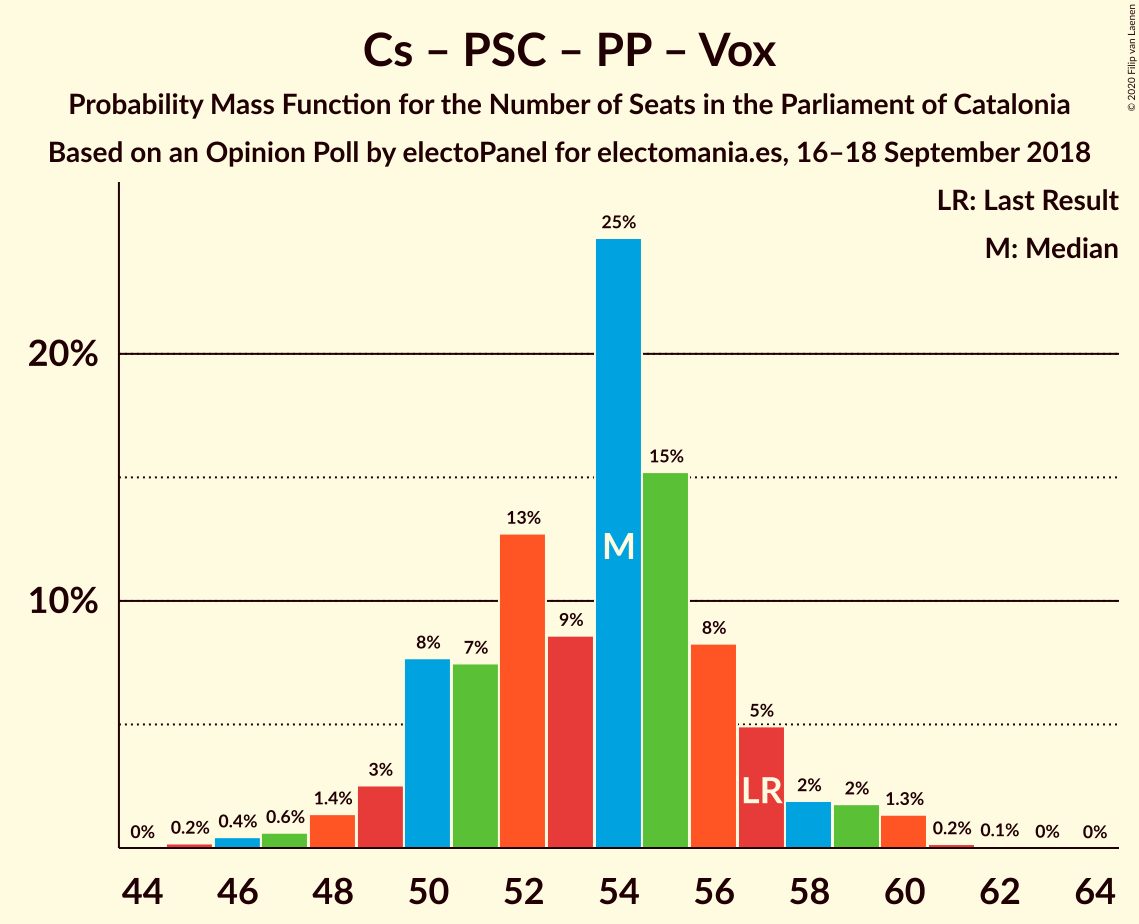 Cs – PSC – PP – Vox
Probability Mass Function for the Number of Seats in the Parliament of Catalonia
Based on an Opinion Poll by electoPanel for electomania.es, 16–18 September 2018
© 2020 Filip van Laenen
LR: Last Result
M: Median
20%
10%
0% 0.2% 0.4% 0.6% 1.4% 3% 8% 7% 13% 9% 25% 15% 8% 5% 2% 2% 1.3% 0.2% 0.1% 0% 0%
M
LR
44 46 48 50 52 54 56 58 60 62 64